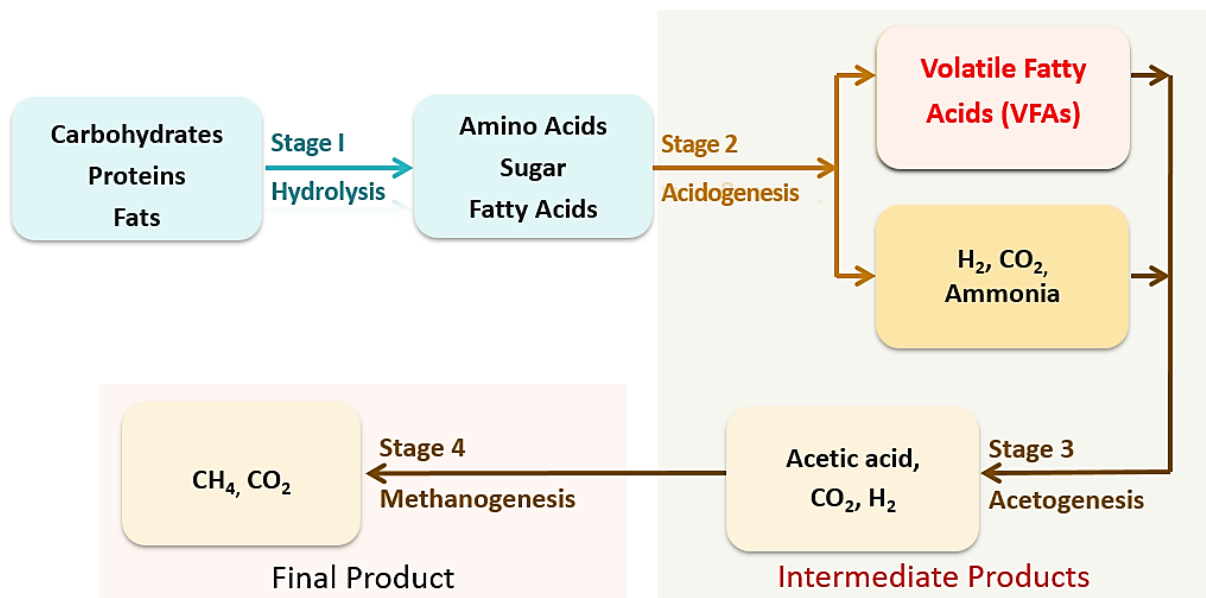 Carbohydrates
Proteins
Fats
Stage I
Hydrolysis
Amino Acids
Sugar
Fatty Acids
Stage 2
Acidogenesis
Volatile Fatty
Acids (VFAs)
H₂, CO₂,
Ammonia
Stage 3
Acetogenesis
Acetic acid,
CO₂, H₂
Stage 4
Methanogenesis
CH₄, CO₂
Final Product
Intermediate Products